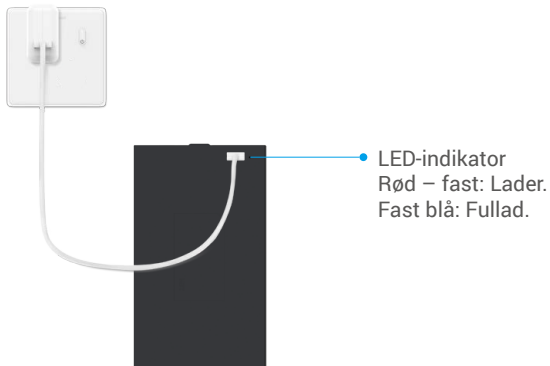 LED-indikator
Rød – fast: Lader.
Fast blå: Fullad.